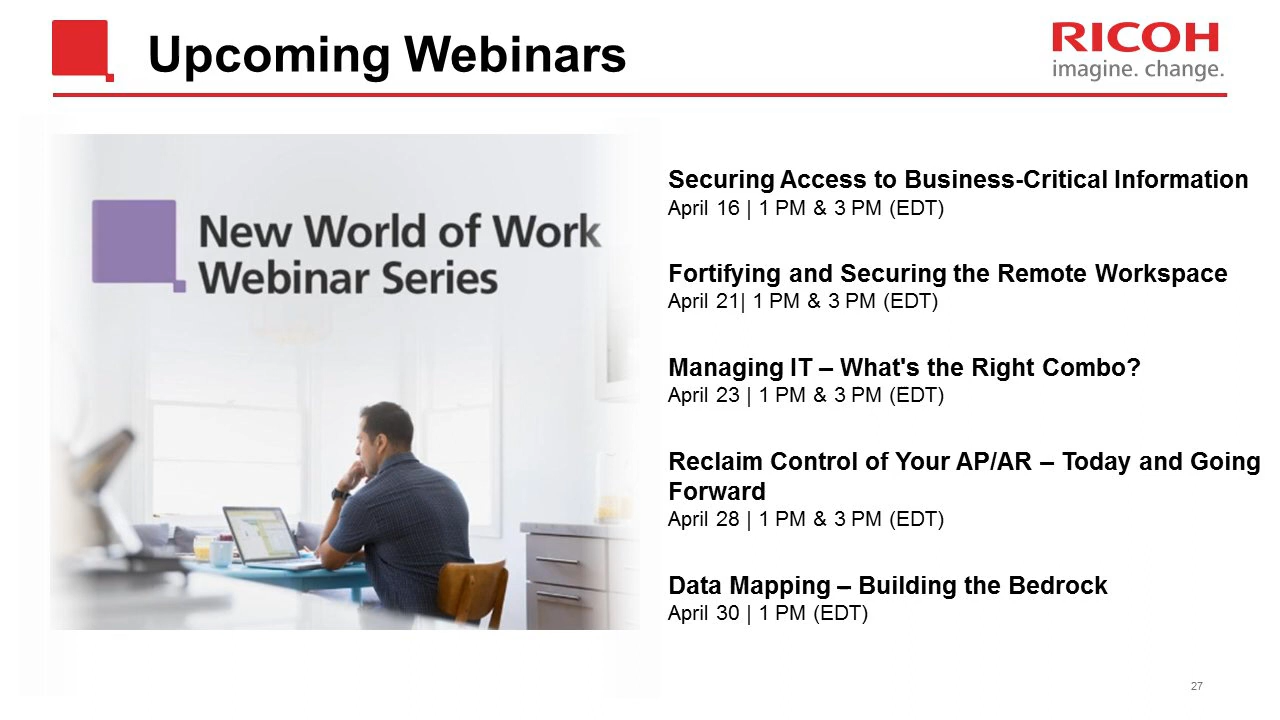 Upcoming Webinars
RICOH
imagine. change.
New World of Work
Webinar Series
Securing Access to Business-Critical Information
April 16 | 1 PM & 3 PM (EDT)
Fortifying and Securing the Remote Workspace
April 21| 1 PM & 3 PM (EDT)
Managing IT – What's the Right Combo?
April 23 | 1 PM & 3 PM (EDT)
Reclaim Control of Your AP/AR – Today and Going
Forward
April 28 | 1 PM & 3 PM (EDT)
Data Mapping – Building the Bedrock
April 30 | 1 PM (EDT)
27